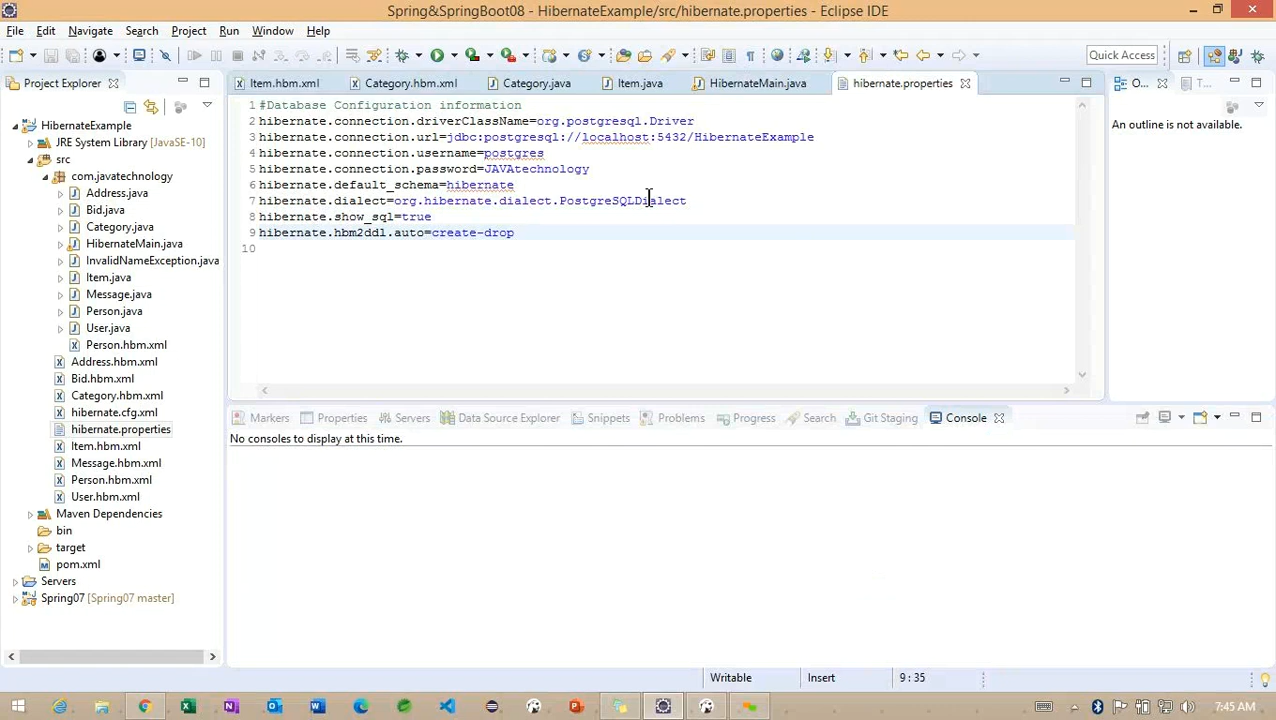 Spring&SpringBoot08 - HibernateExample/src/hibernate.properties - Eclipse IDE
File Edit Navigate Search Project Run Window Help
Quick Access
Project Explorer
Item.hbm.xml Category.hbm.xml Category.java Item.java HibernateMain.java hibernate.properties
O... T...
An outline is not available.
HibernateExample
JRE System Library [JavaSE-10]
src
com.javatechnology
Address.java
Bid.java
Category.java
HibernateMain.java
InvalidNameException.java
Item.java
Message.java
Person.java
User.java
Person.hbm.xml
Address.hbm.xml
Bid.hbm.xml
Category.hbm.xml
hibernate.cfg.xml
hibernate.properties
Item.hbm.xml
Message.hbm.xml
Person.hbm.xml
User.hbm.xml
Maven Dependencies
bin
target
pom.xml
Servers
Spring07 [Spring07 master]
1 #Database Configuration information
2 hibernate.connection.driverClassName=org.postgresql.Driver
3 hibernate.connection.url=jdbc:postgresql://localhost:5432/HibernateExample
4 hibernate.connection.username=postgres
5 hibernate.connection.password=JAVAtechnology
6 hibernate.default_schema=hibernate
7 hibernate.dialect=org.hibernate.dialect.PostgreSQLDialect
8 hibernate.show_sql=true
9 hibernate.hbm2ddl.auto=create-drop
10
Markers Properties Servers Data Source Explorer Snippets Problems Progress Search Git Staging Console
No consoles to display at this time.
Writable Insert 9 : 35
7:45 AM